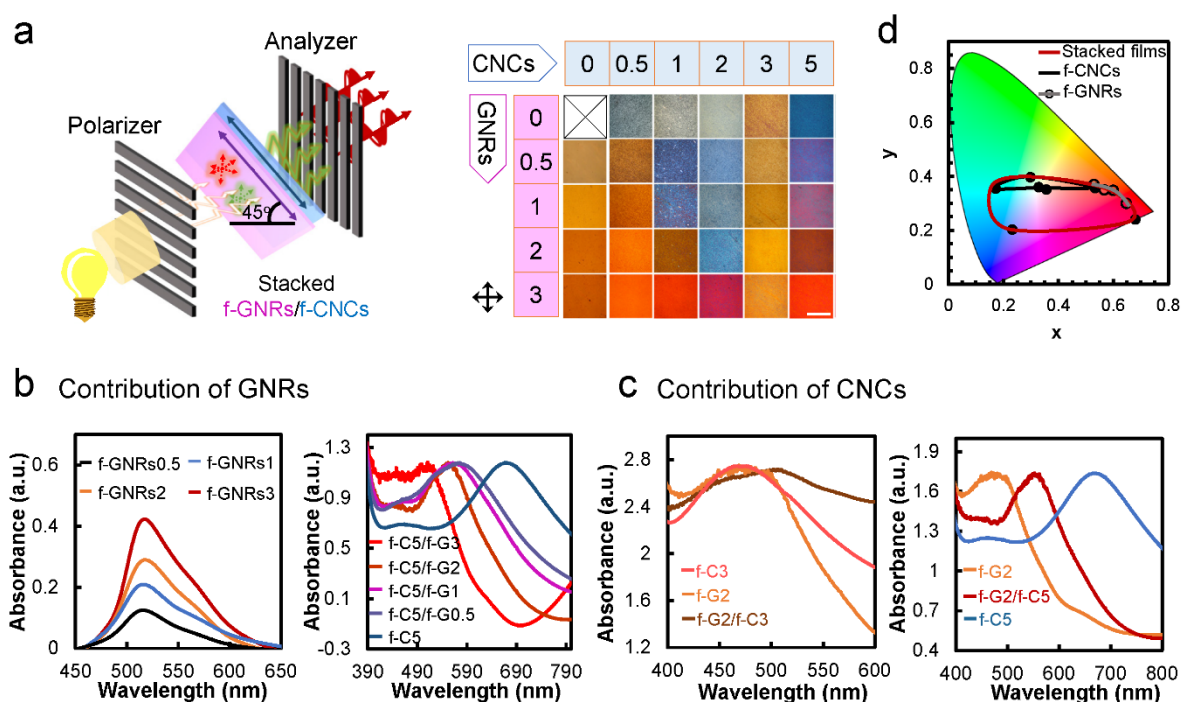 a
Analyzer
Polarizer
45°
Stacked
f-GNRs/f-CNCs
CNCs
0 0.5 1 2 3 5
GNRs
0
0.5
1
2
3
d
Stacked films
f-CNCs
f-GNRs
y
0.8
0.6
0.4
0.2
0
0 0.2 0.4 0.6 0.8
x
b Contribution of GNRs
Absorbance (a.u.)
0.6
0.4
0.2
0
f-GNRs0.5 f-GNRs1
f-GNRs2 f-GNRs3
450 500 550 600 650
Wavelength (nm)
Absorbance (a.u.)
1.3
0.9
0.5
0.1
-0.3
f-C5/f-G3
f-C5/f-G2
f-C5/f-G1
f-C5/f-G0.5
f-C5
390 490 590 690 790
Wavelength (nm)
c Contribution of CNCs
Absorbance (a.u.)
2.8
2.4
2
1.6
1.2
f-C3
f-G2
f-G2/f-C3
400 450 500 550 600
Wavelength (nm)
Absorbance (a.u.)
1.9
1.6
1.3
1
0.7
0.4
f-G2
f-G2/f-C5
f-C5
400 500 600 700 800
Wavelength (nm)